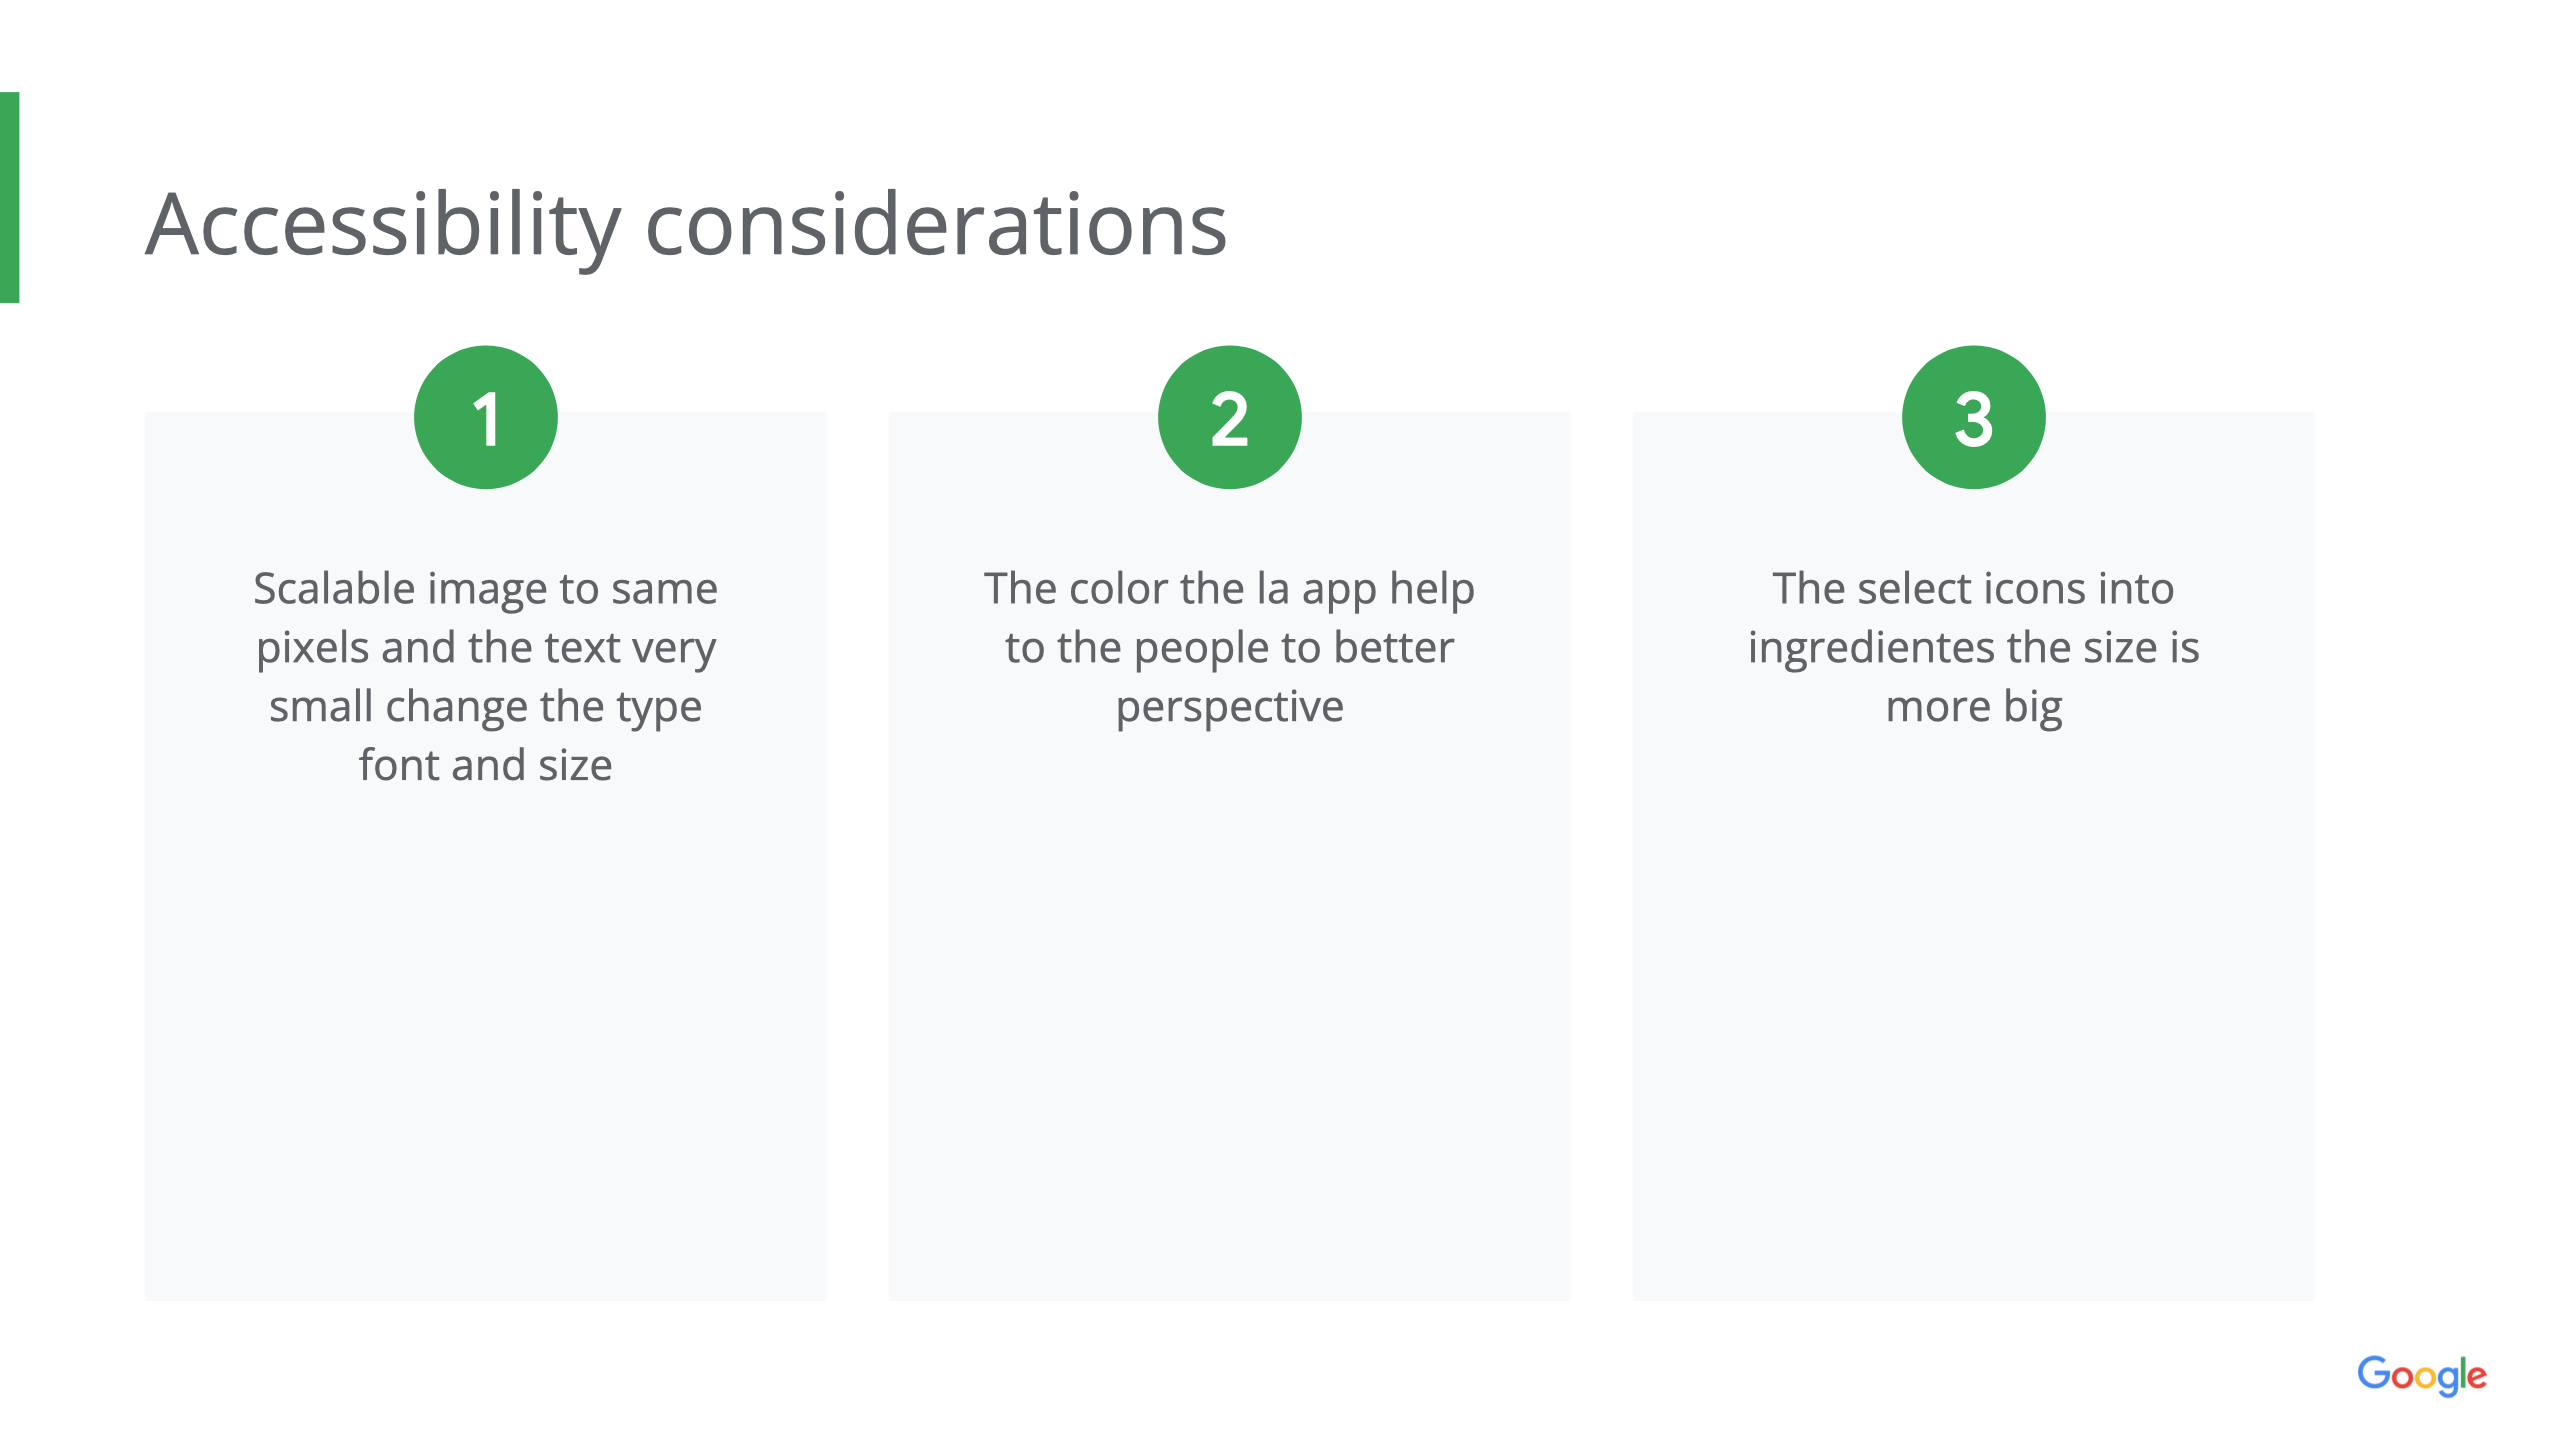 Accessibility considerations
1
Scalable image to same
pixels and the text very
small change the type
font and size
2
The color the la app help
to the people to better
perspective
3
The select icons into
ingredientes the size is
more big
Google